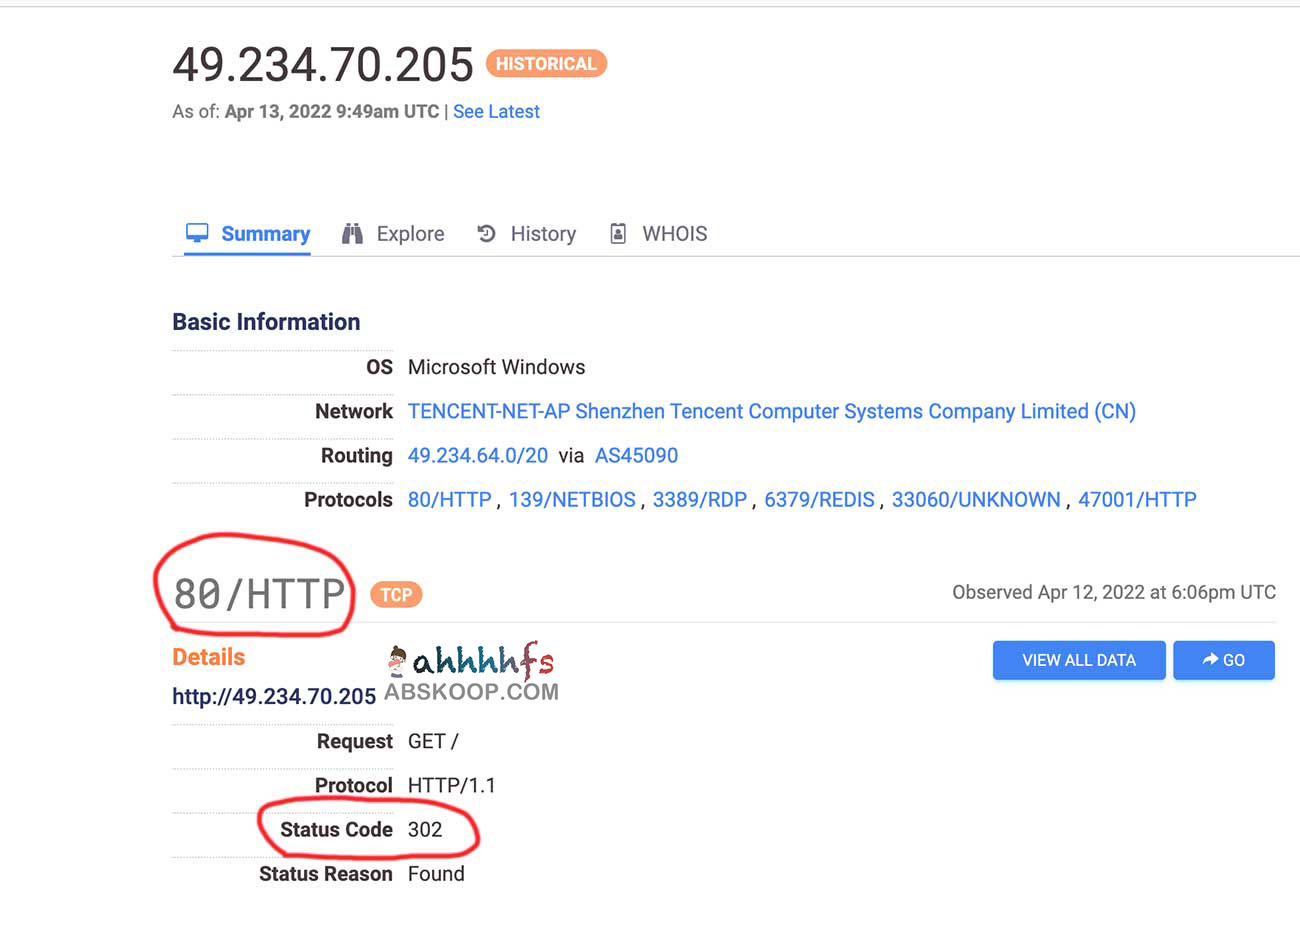 49.234.70.205 HISTORICAL
As of: Apr 13, 2022 9:49am UTC | See Latest
Summary Explore History WHOIS
Basic Information
OS Microsoft Windows
Network TENCENT-NET-AP Shenzhen Tencent Computer Systems Company Limited (CN)
Routing 49.234.64.0/20 via AS45090
Protocols 80/HTTP , 139/NETBIOS , 3389/RDP , 6379/REDIS , 33060/UNKNOWN , 47001/HTTP
80/HTTP TCP Observed Apr 12, 2022 at 6:06pm UTC
Details ahhhhfs VIEW ALL DATA GO
http://49.234.70.205 ABSKOOP.COM
Request GET /
Protocol HTTP/1.1
Status Code 302
Status Reason Found